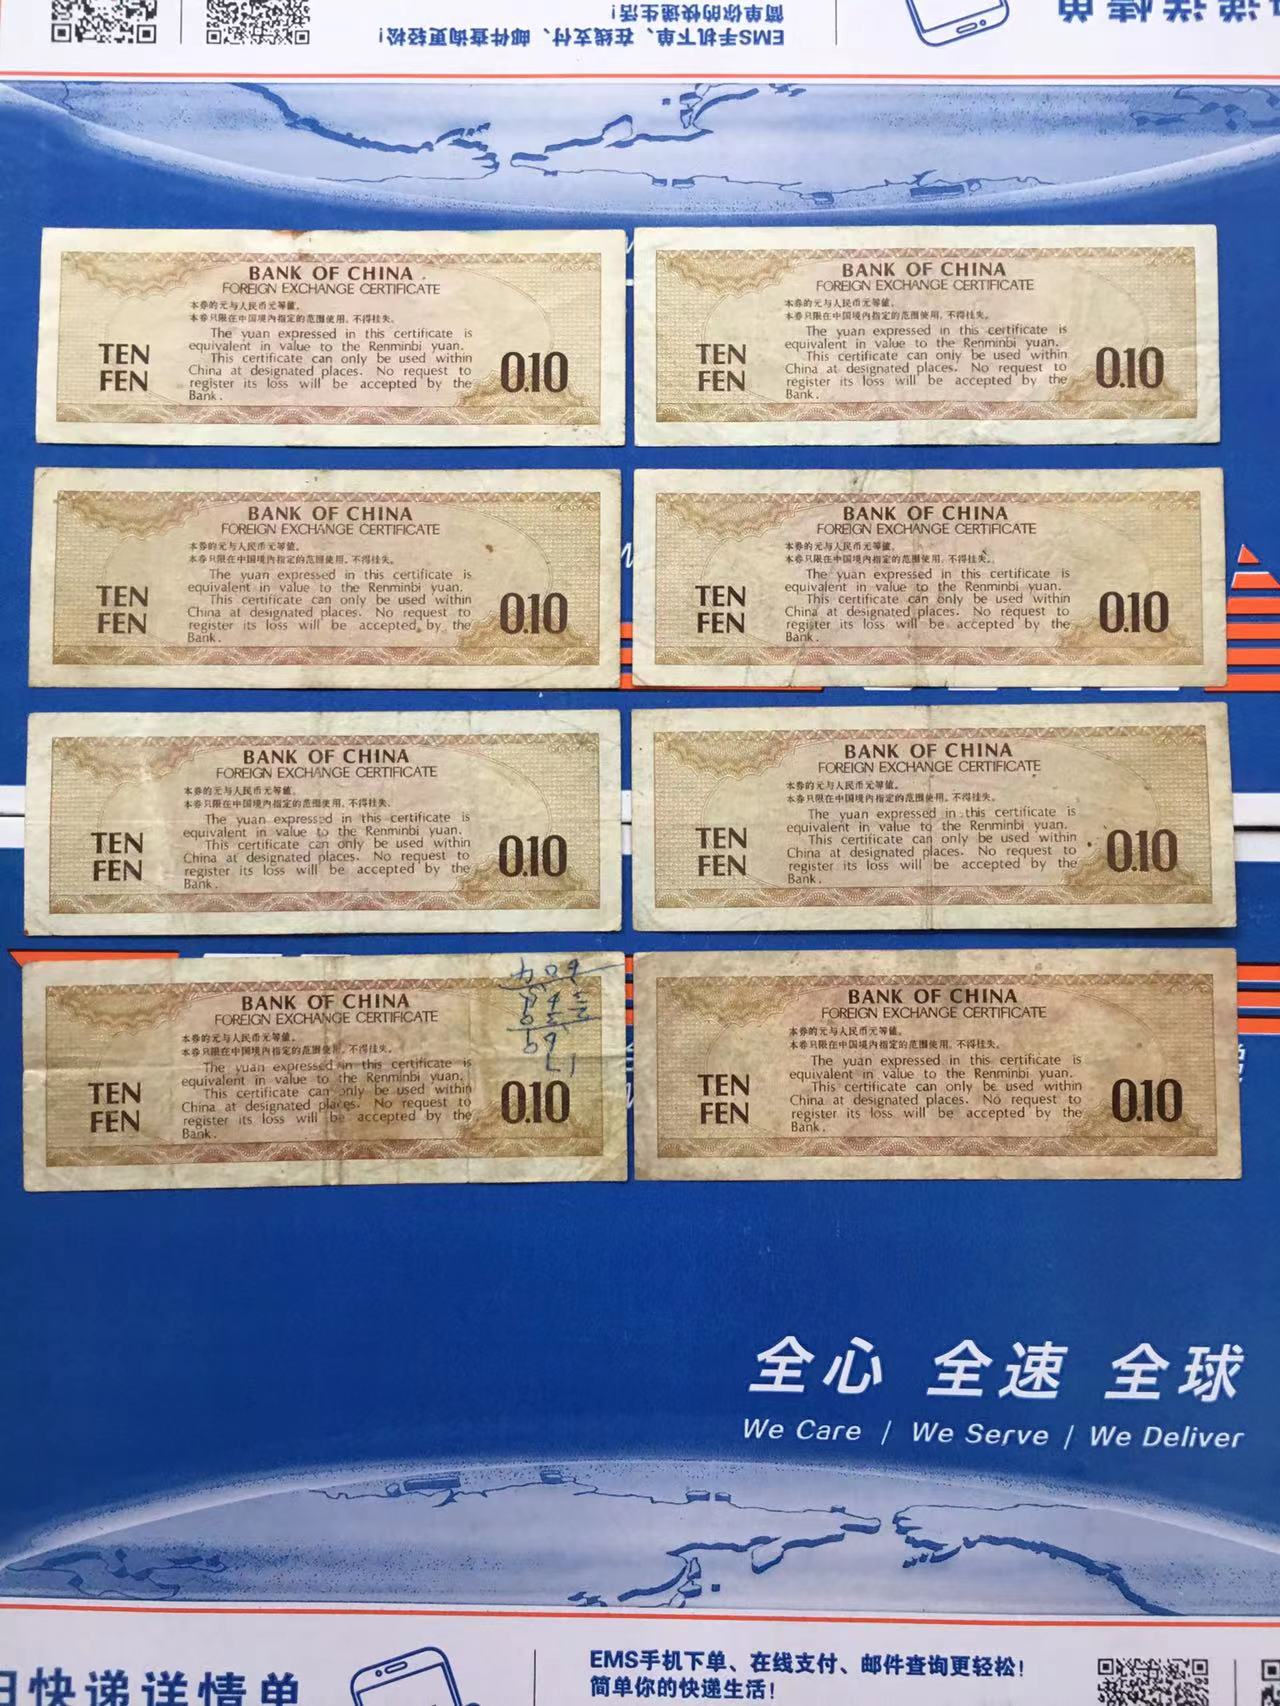 简单你的快递生活！
EMS手机下单、在线支付、邮件查询更轻松！
BANK OF CHINA
FOREIGN EXCHANGE CERTIFICATE
本券的元与人民币元等值。
本券只限在中国境内指定的范围使用，不得挂失。
The yuan expressed in this certificate is
equivalent in value to the Renminbi yuan.
This certificate can only be used within
China at designated places. No request to
register its loss will be accepted by the
Bank.
TEN
FEN
0.10
BANK OF CHINA
FOREIGN EXCHANGE CERTIFICATE
本券的元与人民币元等值。
本券只限在中国境内指定的范围使用，不得挂失。
The yuan expressed in this certificate is
equivalent in value to the Renminbi yuan.
This certificate can only be used within
China at designated places. No request to
register its loss will be accepted by the
Bank.
TEN
FEN
0.10
BANK OF CHINA
FOREIGN EXCHANGE CERTIFICATE
本券的元与人民币元等值。
本券只限在中国境内指定的范围使用，不得挂失。
The yuan expressed in this certificate is
equivalent in value to the Renminbi yuan.
This certificate can only be used within
China at designated places. No request to
register its loss will be accepted by the
Bank.
TEN
FEN
0.10
BANK OF CHINA
FOREIGN EXCHANGE CERTIFICATE
本券的元与人民币元等值。
本券只限在中国境内指定的范围使用，不得挂失。
The yuan expressed in this certificate is
equivalent in value to the Renminbi yuan.
This certificate can only be used within
China at designated places. No request to
register its loss will be accepted by the
Bank.
TEN
FEN
0.10
BANK OF CHINA
FOREIGN EXCHANGE CERTIFICATE
本券的元与人民币元等值。
本券只限在中国境内指定的范围使用，不得挂失。
The yuan expressed in this certificate is
equivalent in value to the Renminbi yuan.
This certificate can only be used within
China at designated places. No request to
register its loss will be accepted by the
Bank.
TEN
FEN
0.10
BANK OF CHINA
FOREIGN EXCHANGE CERTIFICATE
本券的元与人民币元等值。
本券只限在中国境内指定的范围使用，不得挂失。
The yuan expressed in this certificate is
equivalent in value to the Renminbi yuan.
This certificate can only be used within
China at designated places. No request to
register its loss will be accepted by the
Bank.
TEN
FEN
0.10
BANK OF CHINA
FOREIGN EXCHANGE CERTIFICATE
本券的元与人民币元等值。
本券只限在中国境内指定的范围使用，不得挂失。
The yuan expressed in this certificate is
equivalent in value to the Renminbi yuan.
This certificate can only be used within
China at designated places. No request to
register its loss will be accepted by the
Bank.
TEN
FEN
0.10
BANK OF CHINA
FOREIGN EXCHANGE CERTIFICATE
本券的元与人民币元等值。
本券只限在中国境内指定的范围使用，不得挂失。
The yuan expressed in this certificate is
equivalent in value to the Renminbi yuan.
This certificate can only be used within
China at designated places. No request to
register its loss will be accepted by the
Bank.
TEN
FEN
0.10
全心 全速 全球
We Care / We Serve / We Deliver
快递详情单
EMS手机下单、在线支付、邮件查询更轻松！
简单你的快递生活！